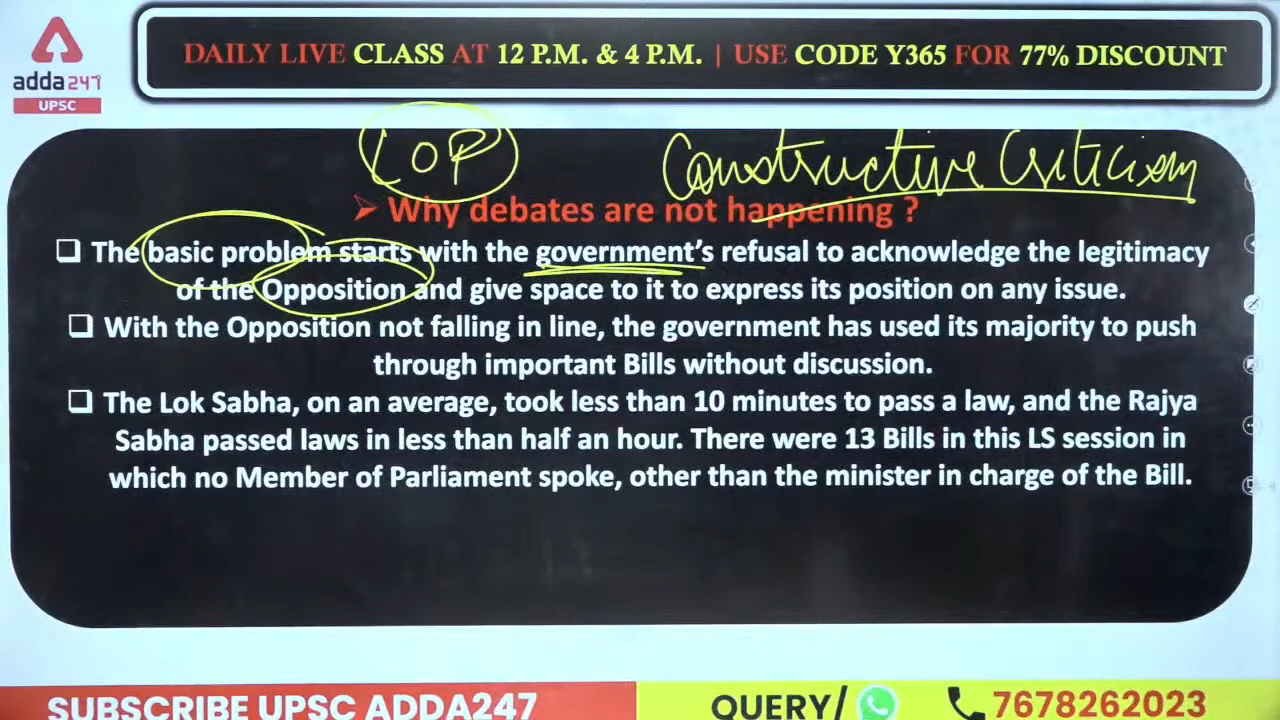 DAILY LIVE CLASS AT 12 P.M. & 4 P.M. | USE CODE Y365 FOR 77% DISCOUNT
adda247
UPSC
LOP
Constructive Criticism
➤ Why debates are not happening ?
❑ The basic problem starts with the government's refusal to acknowledge the legitimacy
of the Opposition and give space to it to express its position on any issue.
❑ With the Opposition not falling in line, the government has used its majority to push
through important Bills without discussion.
❑ The Lok Sabha, on an average, took less than 10 minutes to pass a law, and the Rajya
Sabha passed laws in less than half an hour. There were 13 Bills in this LS session in
which no Member of Parliament spoke, other than the minister in charge of the Bill.
SUBSCRIBE UPSC ADDA247
QUERY/ 7678262023